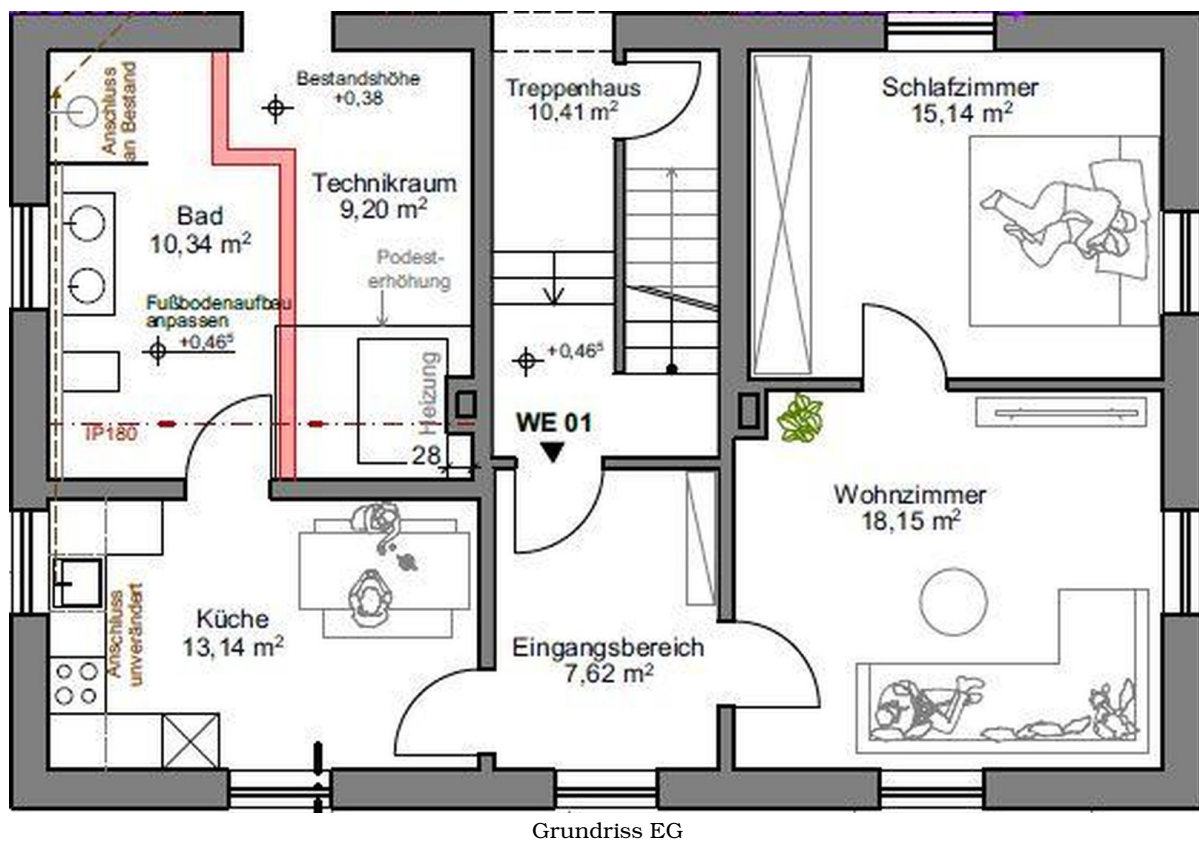 Anschluss
an Bestand
Bestandshöhe
+0,38
Treppenhaus
10,41 m²
Schlafzimmer
15,14 m²
Technikraum
9,20 m²
Bad
10,34 m²
Podest-
erhöhung
Fußbodenaufbau
anpassen
+0,46⁵
+0,46⁵
Heizung
WE 01
IP180
28
Wohnzimmer
18,15 m²
Anschluss
unverändert
Küche
13,14 m²
Eingangsbereich
7,62 m²
Grundriss EG